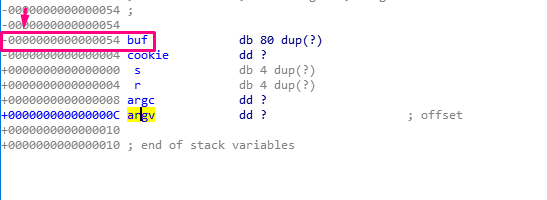 -0000000000000054 ;
-0000000000000054
-0000000000000054 buf db 80 dup(?)
-0000000000000004 cookie dd ?
+0000000000000000 s db 4 dup(?)
+0000000000000004 r db 4 dup(?)
+0000000000000008 argc dd ?
+000000000000000C argv dd ? ; offset
+0000000000000010
+0000000000000010 ; end of stack variables